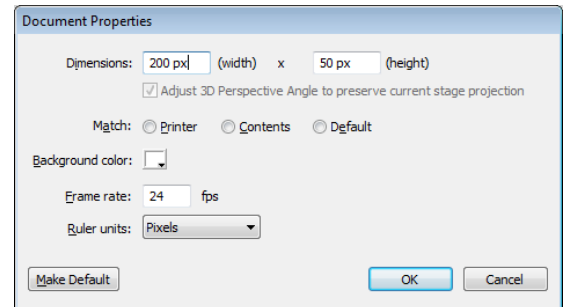 Document Properties
Dimensions: 200 px (width) x 50 px (height)
Adjust 3D Perspective Angle to preserve current stage projection
Match: Printer Contents Default
Background color:
Frame rate: 24 fps
Ruler units: Pixels
Make Default OK Cancel